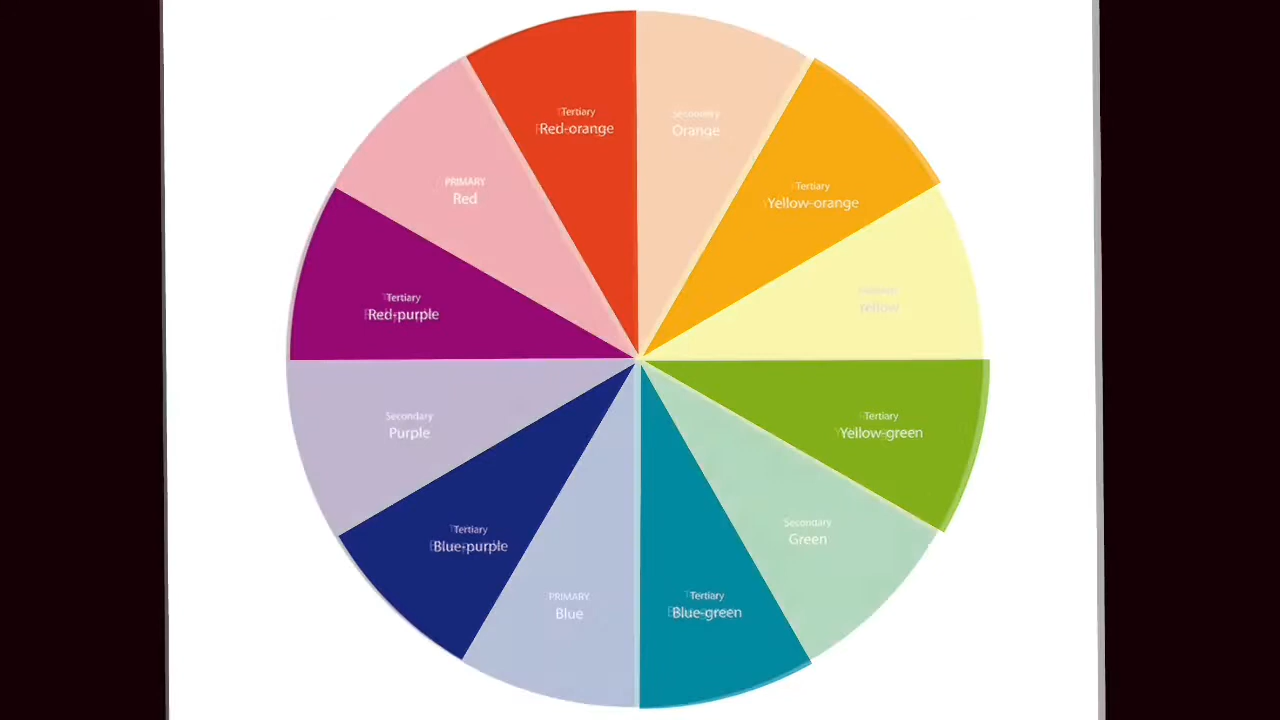 Tertiary
Red-orange
Secondary
Orange
Tertiary
Yellow-orange
PRIMARY
Red
Yellow
Tertiary
Red-purple
Secondary
Purple
Tertiary
Yellow-green
Tertiary
Blue-purple
Secondary
Green
PRIMARY
Blue
Tertiary
Blue-green